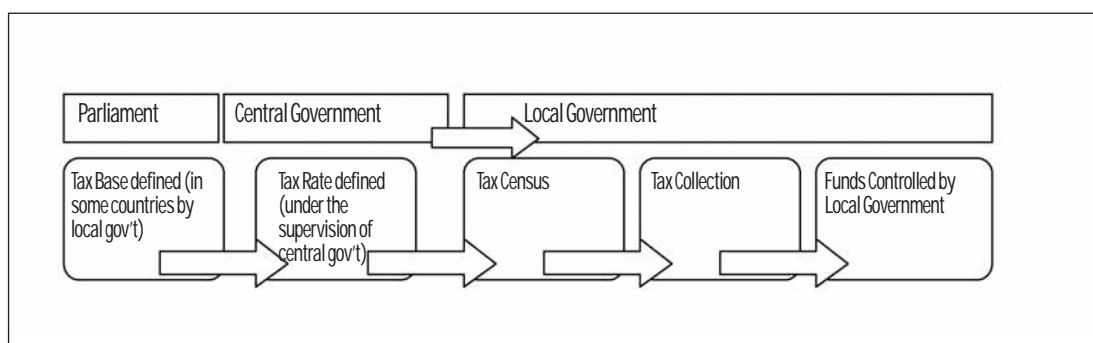 Parliament
Central Government
Local Government
Tax Base defined (in
some countries by
local gov't)
Tax Rate defined
(under the
supervision of
central gov't)
Tax Census
Tax Collection
Funds Controlled by
Local Government